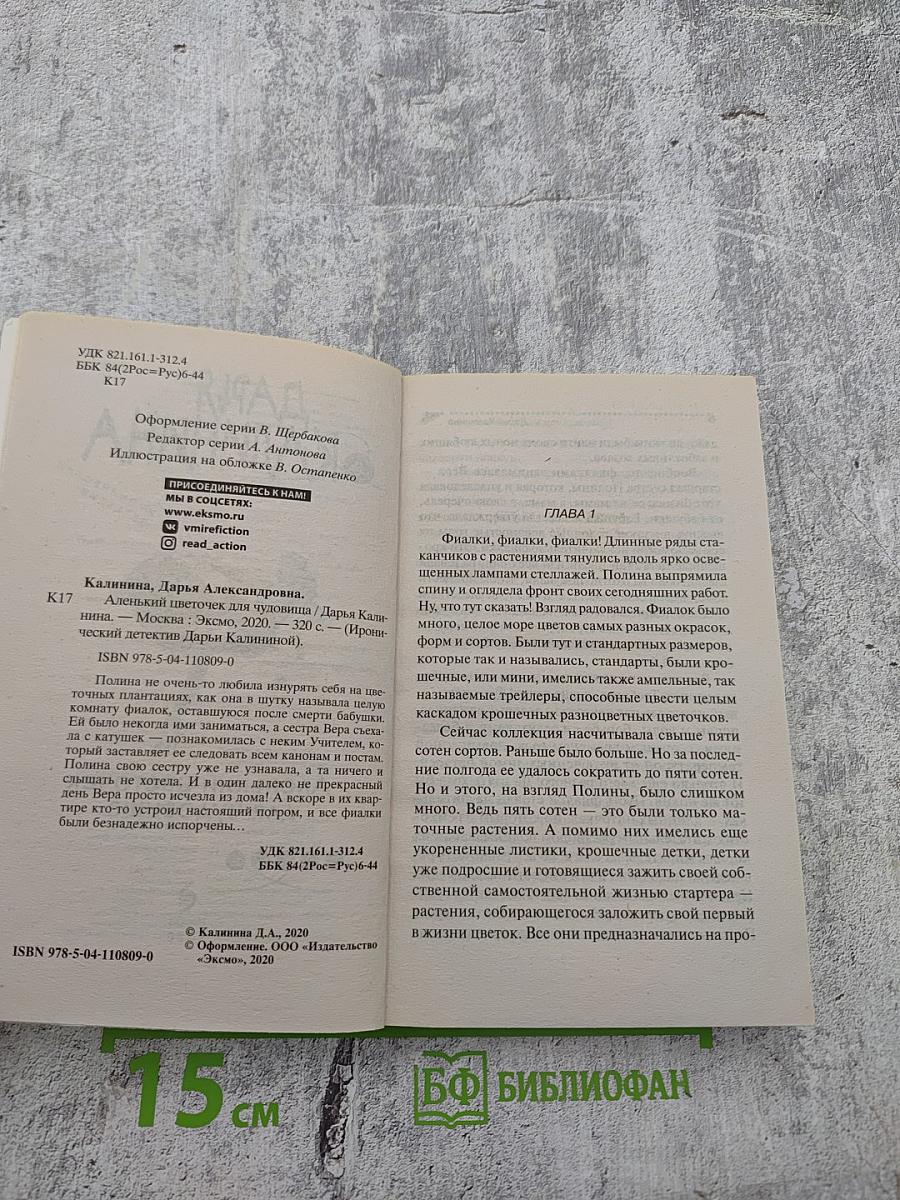 УДК 821.161.1-312.4
ББК 84(2Рос=Рус)6-44
К17
Оформление серии В. Щербакова
Редактор серии А. Антонова
Иллюстрация на обложке В. Остапенко
ПРИСОЕДИНЯЙТЕСЬ К НАМ!
МЫ В СОЦСЕТЯХ:
www.eksmo.ru
vmirefiction
read_action
Калинина, Дарья Александровна.
К17 Аленький цветочек для чудовища / Дарья Кали-
нина. — Москва : Эксмо, 2020. — 320 с. — (Ирони-
ческий детектив Дарьи Калининой).
ISBN 978-5-04-110809-0
Полина не очень-то любила изнурять себя на цве-
точных плантациях, как она в шутку называла целую
комнату фиалок, оставшуюся после смерти бабушки.
Ей было некогда ими заниматься, а сестра Вера съеха-
ла с катушек — познакомилась с неким Учителем, ко-
торый заставляет ее следовать всем канонам и постам.
Полина свою сестру уже не узнавала, а та ничего и
слышать не хотела. И в один далеко не прекрасный
день Вера просто исчезла из дома! А вскоре в их квар-
тире кто-то устроил настоящий погром, и все фиалки
были безнадежно испорчены…
УДК 821.161.1-312.4
ББК 84(2Рос=Рус)6-44
© Калинина Д.А., 2020
© Оформление. ООО «Издательство
«Эксмо», 2020
ISBN 978-5-04-110809-0
ГЛАВА 1
Фиалки, фиалки, фиалки! Длинные ряды ста-
канчиков с растениями тянулись вдоль ярко осве-
щенных лампами стеллажей. Полина выпрямила
спину и оглядела фронт своих сегодняшних работ.
Ну, что тут сказать! Взгляд радовался. Фиалок было
много, целое море цветов самых разных окрасок,
форм и сортов. Были тут и стандартных размеров,
которые так и назывались, стандарты, были кро-
шечные, или мини, имелись также ампельные, так
называемые трейлеры, способные цвести целым
каскадом крошечных разноцветных цветочков.
Сейчас коллекция насчитывала свыше пяти
сотен сортов. Раньше было больше. Но за послед-
ние полгода ее удалось сократить до пяти сотен.
Но и этого, на взгляд Полины, было слишком
много. Ведь пять сотен — это были только ма-
точные растения. А помимо них имелись еще
укорененные листики, крошечные детки, детки
уже подросшие и готовящиеся зажить своей соб-
ственной самостоятельной жизнью стартера —
растения, собирающегося заложить свой первый
в жизни цветок. Все они предназначались на про-
15 см
БФ БИБЛИОФАН